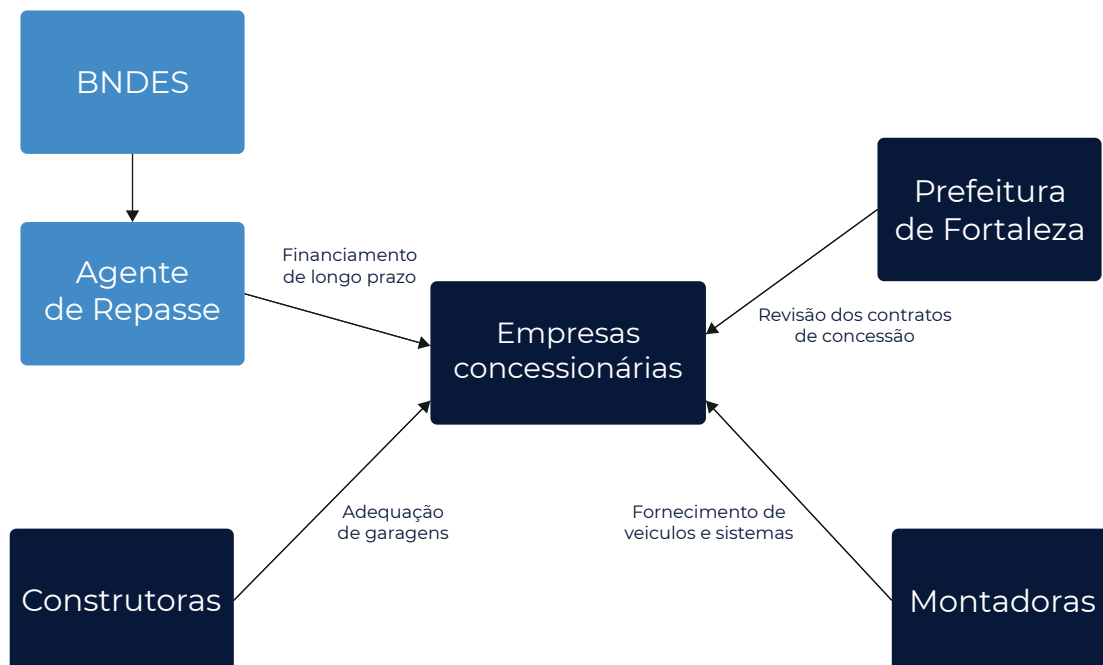 BNDES
Agente
de Repasse
Financiamento
de longo prazo
Empresas
concessionárias
Prefeitura
de Fortaleza
Revisão dos contratos
de concessão
Adequação
de garagens
Fornecimento de
veiculos e sistemas
Construtoras
Montadoras